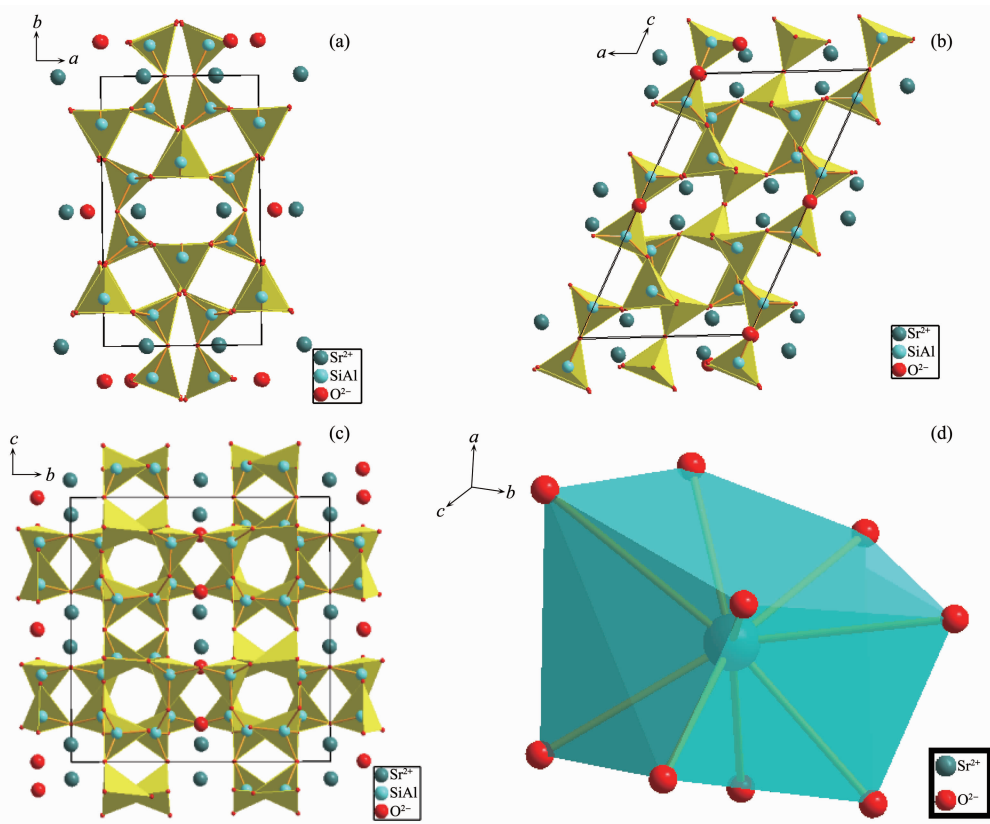 b
a
(a)
Sr²⁺
SiAl
O²⁻
c
a
(b)
Sr²⁺
SiAl
O²⁻
c
b
(c)
Sr²⁺
SiAl
O²⁻
a
b
c
(d)
Sr²⁺
O²⁻